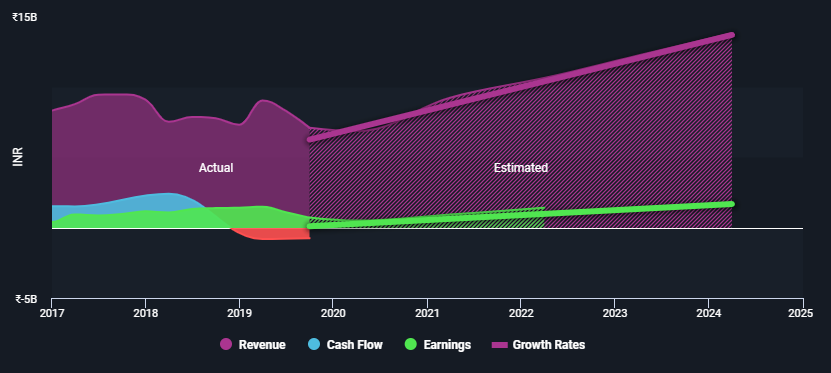 ₹15B
INR
Actual
Estimated
₹-5B
2017 2018 2019 2020 2021 2022 2023 2024 2025
Revenue Cash Flow Earnings Growth Rates